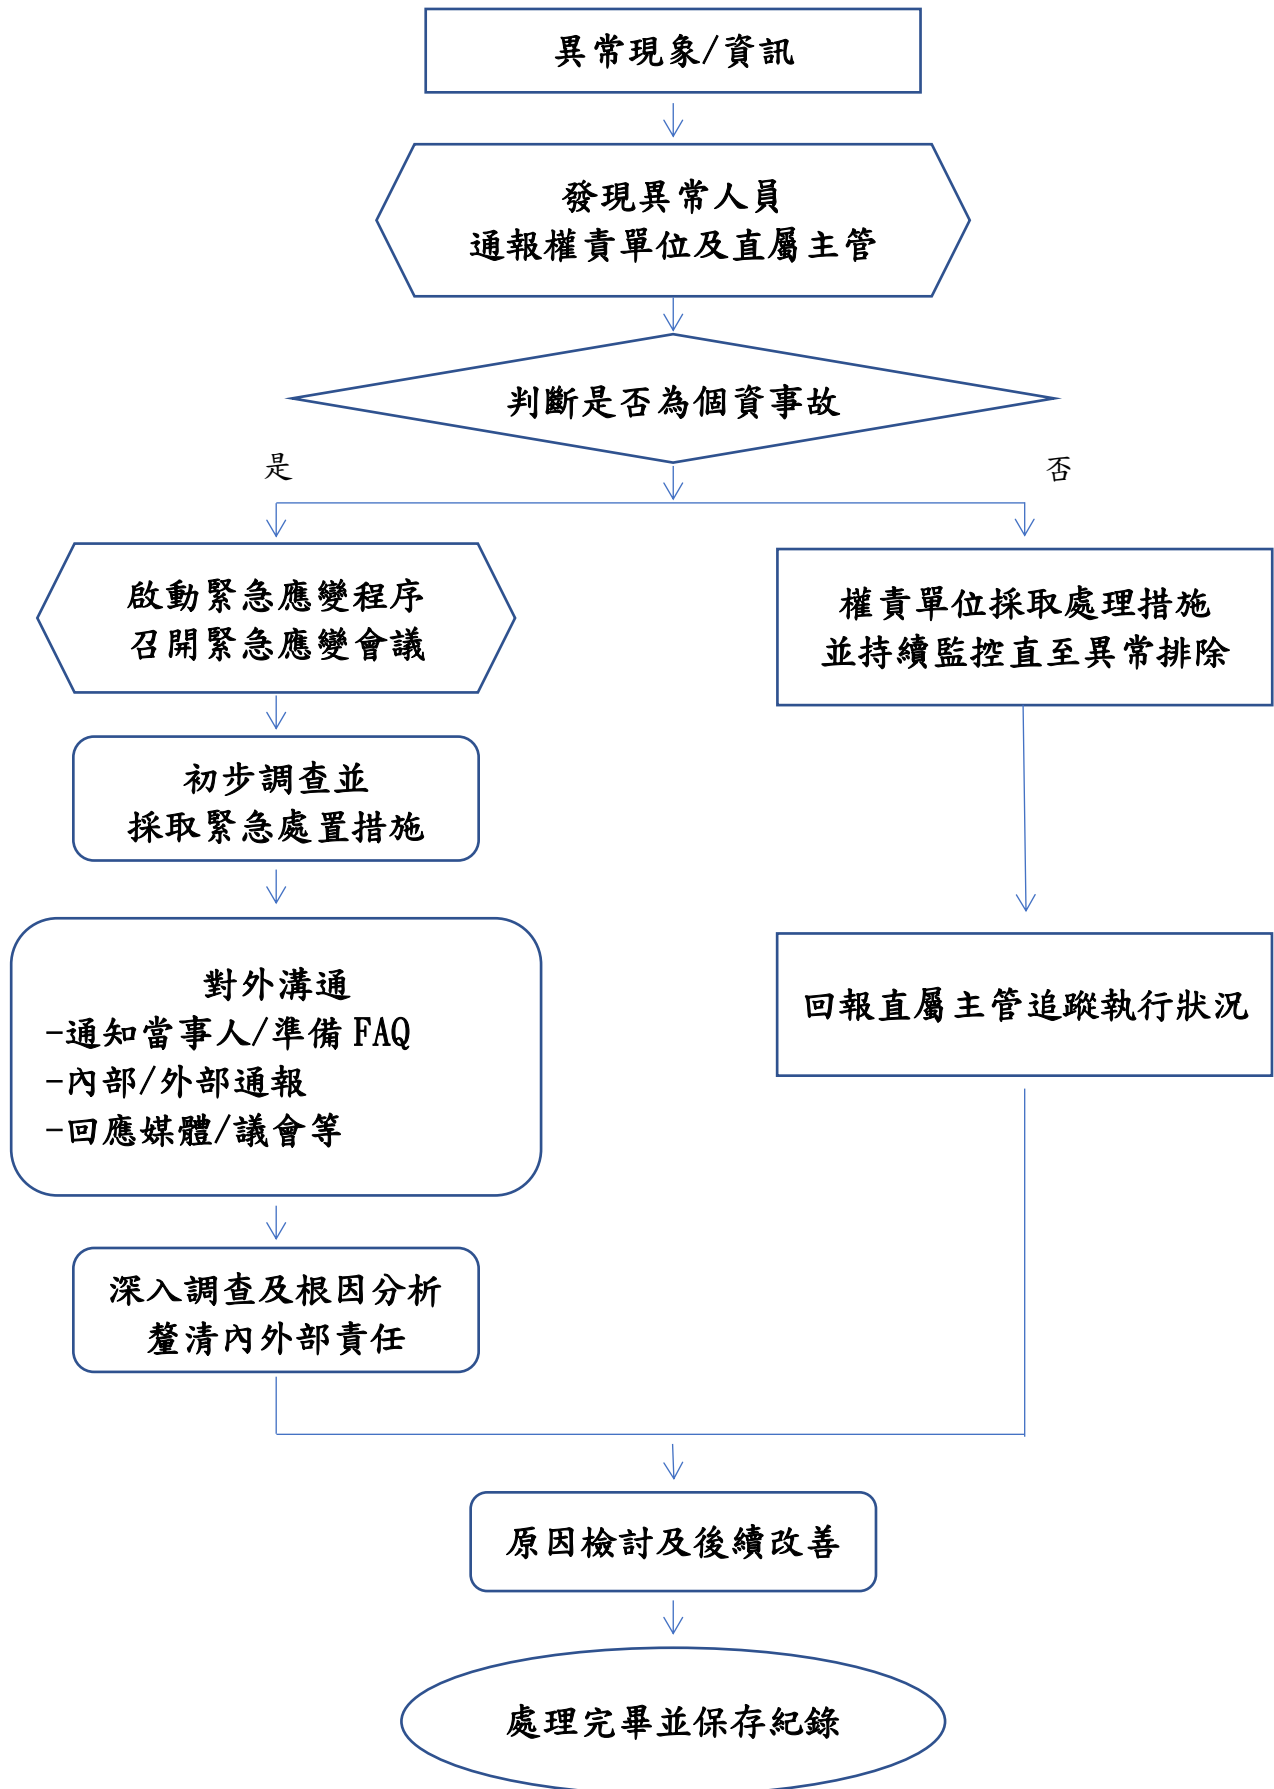 異常現象/資訊
發現異常人員
通報權責單位及直屬主管
判斷是否為個資事故
是
否
啟動緊急應變程序
召開緊急應變會議
權責單位採取處理措施
並持續監控直至異常排除
初步調查並
採取緊急處置措施
對外溝通
-通知當事人/準備 FAQ
-內部/外部通報
-回應媒體/議會等
回報直屬主管追蹤執行狀況
深入調查及根因分析
釐清內外部責任
原因檢討及後續改善
處理完畢並保存紀錄